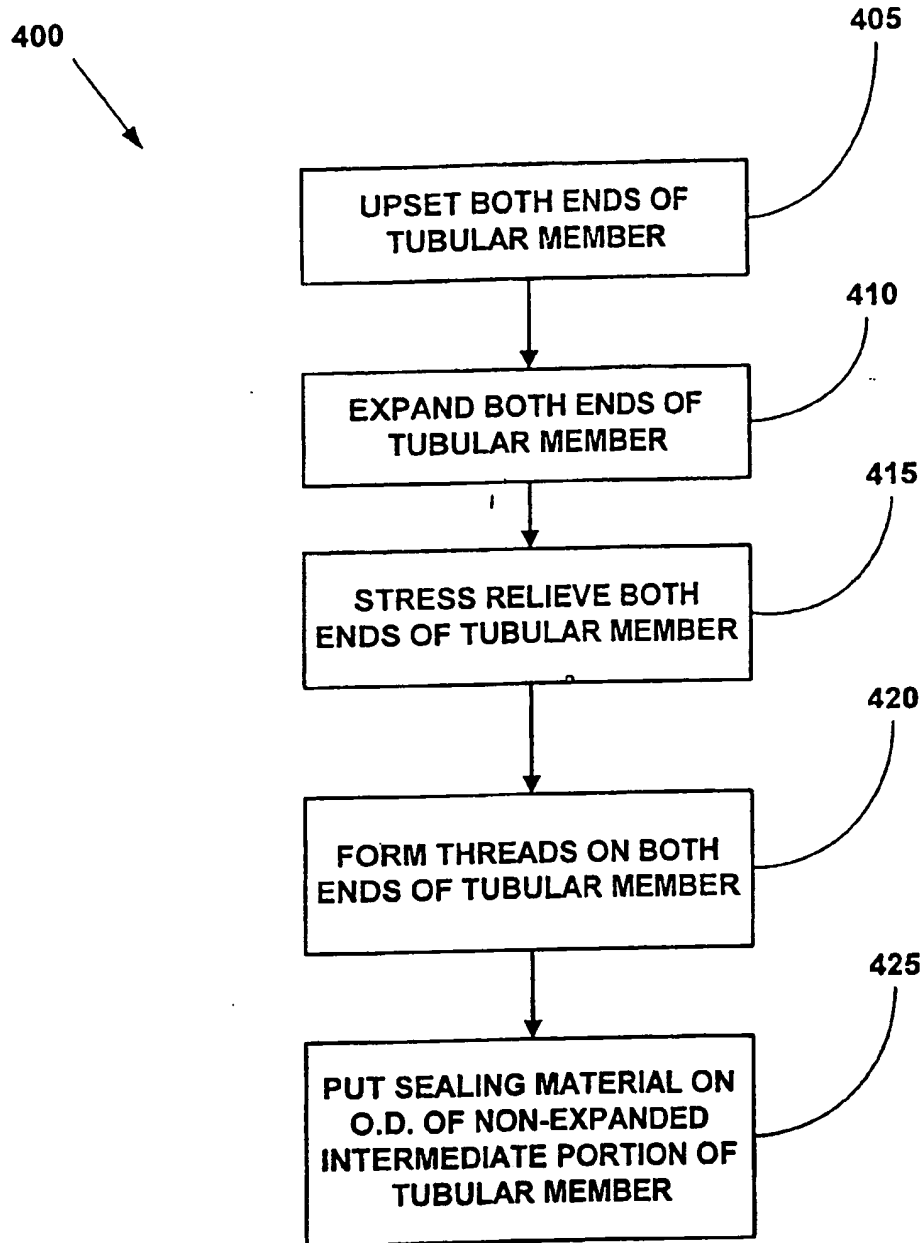 400
405
UPSET BOTH ENDS OF
TUBULAR MEMBER
410
EXPAND BOTH ENDS OF
TUBULAR MEMBER
415
STRESS RELIEVE BOTH
ENDS OF TUBULAR MEMBER
420
FORM THREADS ON BOTH
ENDS OF TUBULAR MEMBER
425
PUT SEALING MATERIAL ON
O.D. OF NON-EXPANDED
INTERMEDIATE PORTION OF
TUBULAR MEMBER